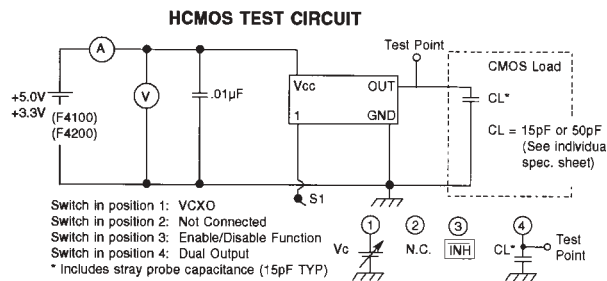 HCMOS TEST CIRCUIT
Test Point
CMOS Load
A
V
.01µF
Vcc
OUT
GND
1
CL*
+5.0V
+3.3V
(F4100)
(F4200)
CL = 15pF or 50pF
(See individua
spec. sheet)
S1
Switch in position 1: VCXO
Switch in position 2: Not Connected
Switch in position 3: Enable/Disable Function
Switch in position 4: Dual Output
* Includes stray probe capacitance (15pF TYP)
1
2
3
4
Vc
N.C.
INH
CL*
Test
Point